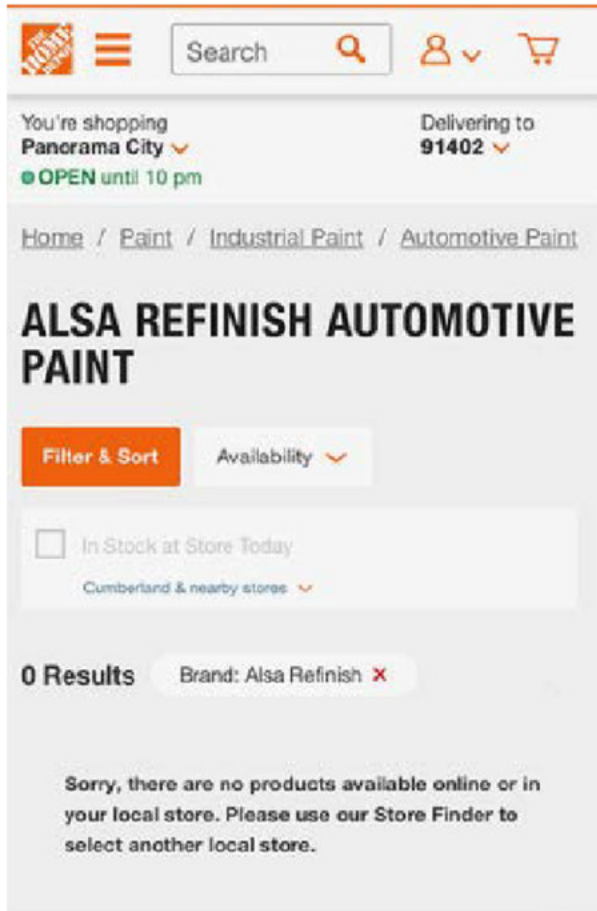 THE HOME DEPOT
Search
You're shopping
Panorama City
OPEN until 10 pm
Delivering to
91402
Home / Paint / Industrial Paint / Automotive Paint
ALSA REFINISH AUTOMOTIVE
PAINT
Filter & Sort
Availability
In Stock at Store Today
Cumberland & nearby stores
0 Results
Brand: Alsa Refinish
Sorry, there are no products available online or in
your local store. Please use our Store Finder to
select another local store.